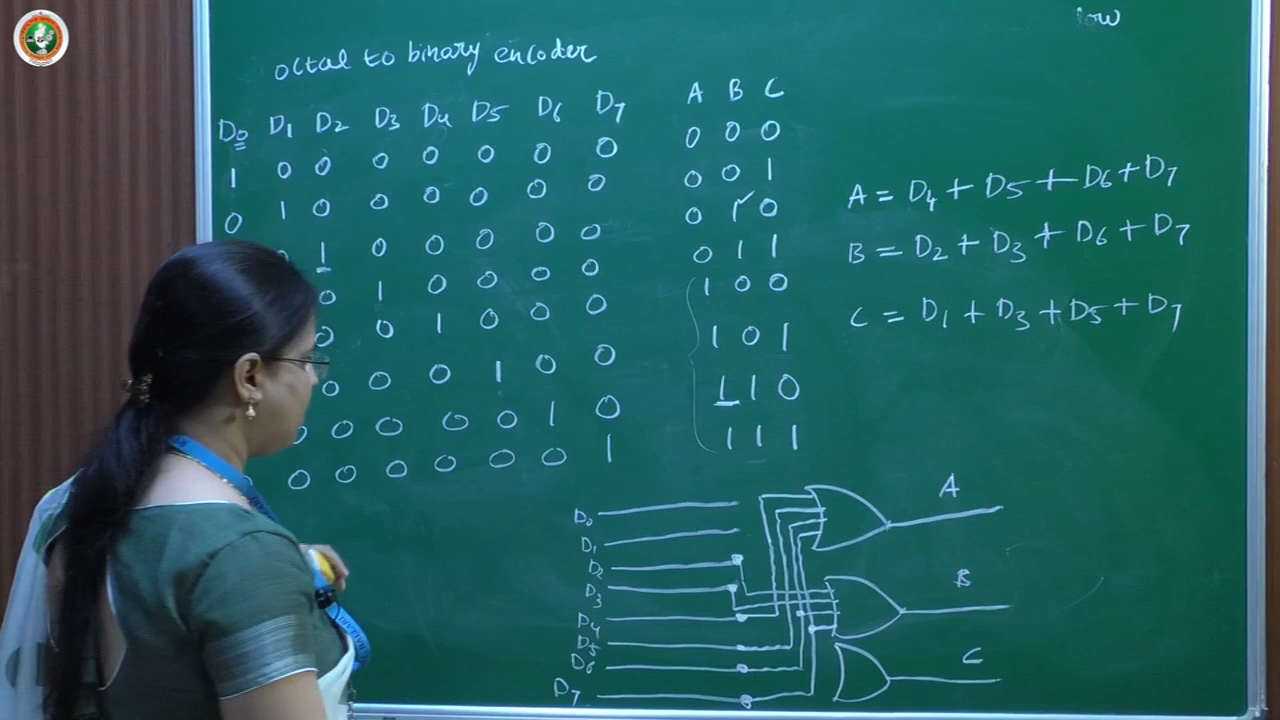 low
octal to binary encoder
D0 D1 D2 D3 D4 D5 D6 D7 A B C
1 0 0 0 0 0 0 0 0 0 0
0 1 0 0 0 0 0 0 0 0 1
0 1 0 0 0 0 0 0 1 0
0 1 0 0 0 0 0 1 1
0 0 1 0 0 0 1 0 0
0 0 0 1 0 0 1 0 1
0 0 0 0 0 1 0 1 1 0
0 0 0 0 0 0 1 1 1 1
A = D4 + D5 + D6 + D7
B = D2 + D3 + D6 + D7
C = D1 + D3 + D5 + D7
D0
D1
D2
D3
D4
D5
D6
D7
A
B
C